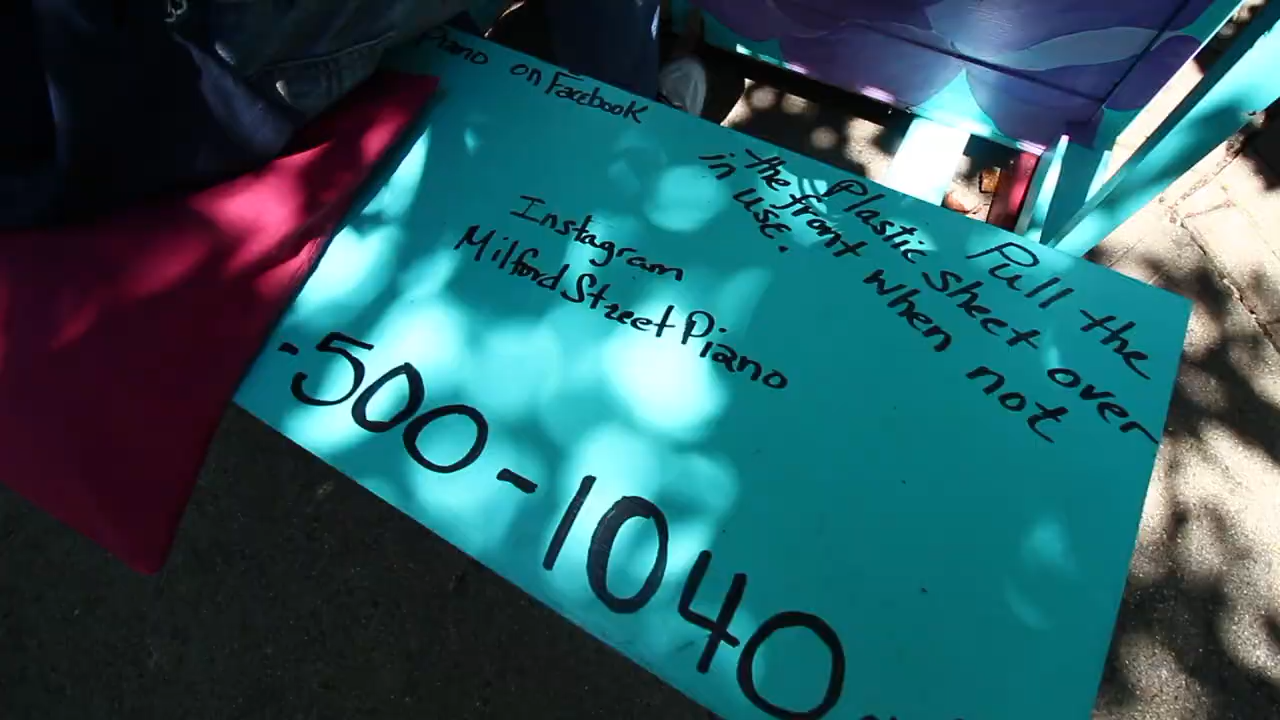 Piano on Facebook
Pull the
Plastic sheet over
the front when not
in use.
Instagram
Milford Street Piano
-500-1040